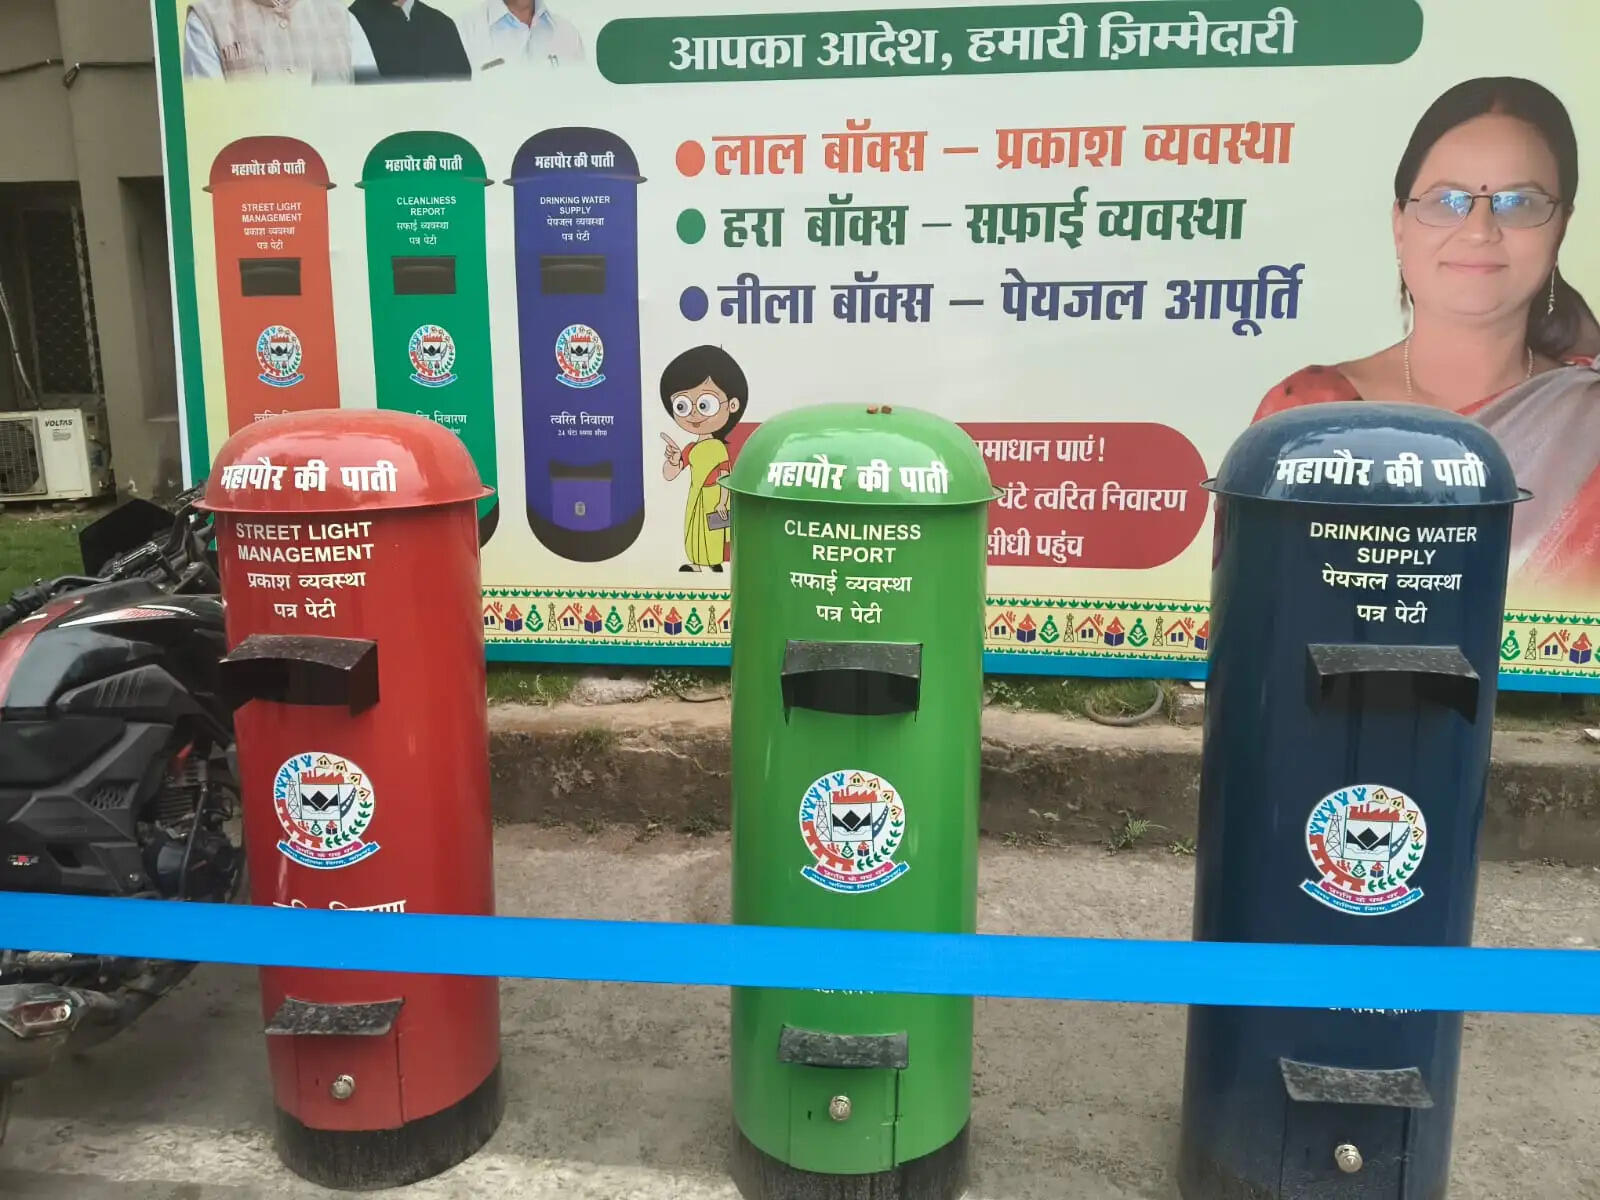 आपका आदेश, हमारी ज़िम्मेदारी
लाल बॉक्स – प्रकाश व्यवस्था
हरा बॉक्स – सफ़ाई व्यवस्था
नीला बॉक्स – पेयजल आपूर्ति
महापौर की पाती
STREET LIGHT
MANAGEMENT
प्रकाश व्यवस्था
पत्र पेटी
महापौर की पाती
CLEANLINESS
REPORT
सफाई व्यवस्था
पत्र पेटी
महापौर की पाती
DRINKING WATER
SUPPLY
पेयजल व्यवस्था
पत्र पेटी
त्वरित निवारण
पाएं!
त्वरित निवारण
सीधी पहुंच
VOLTAS
महापौर की पाती
STREET LIGHT
MANAGEMENT
प्रकाश व्यवस्था
पत्र पेटी
महापौर की पाती
CLEANLINESS
REPORT
सफाई व्यवस्था
पत्र पेटी
महापौर की पाती
DRINKING WATER
SUPPLY
पेयजल व्यवस्था
पत्र पेटी